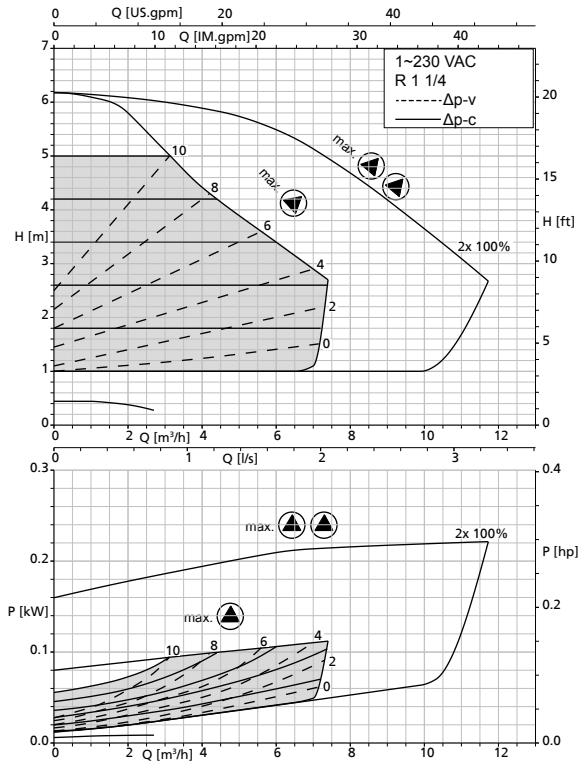 Q [US.gpm]
0 20 40
Q [IM.gpm]
0 10 20 30 40
7
6
5
4
3
2
1
0
H [m]
20
15
10
5
0
H [ft]
1~230 VAC
R 1 1/4
Δp-v
Δp-c
max.
max.
10
8
6
4
2
0
2x 100%
0 2 4 6 8 10 12
Q [m³/h]
0 1 2 3
Q [l/s]
0.3
0.2
0.1
0.0
P [kW]
0.4
0.2
0.0
P [hp]
max.
2x 100%
max.
10
8
6
4
2
0
0 2 4 6 8 10 12
Q [m³/h]